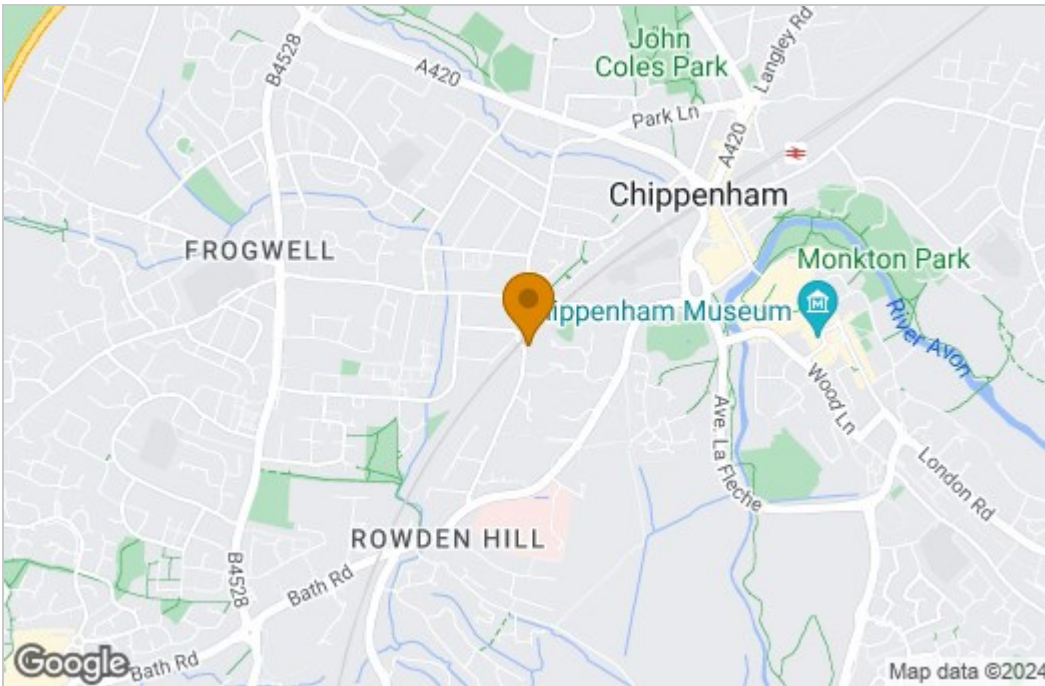 B4528
A420
John
Coles Park
Langley Rd
Park Ln
A420
Chippenham
FROGWELL
Monkton Park
hippenham Museum
River Avon
Wood Ln
Ave. La Fleche
London Rd
ROWDEN HILL
B4528
Bath Rd
Google
Bath Rd
Map data ©2024